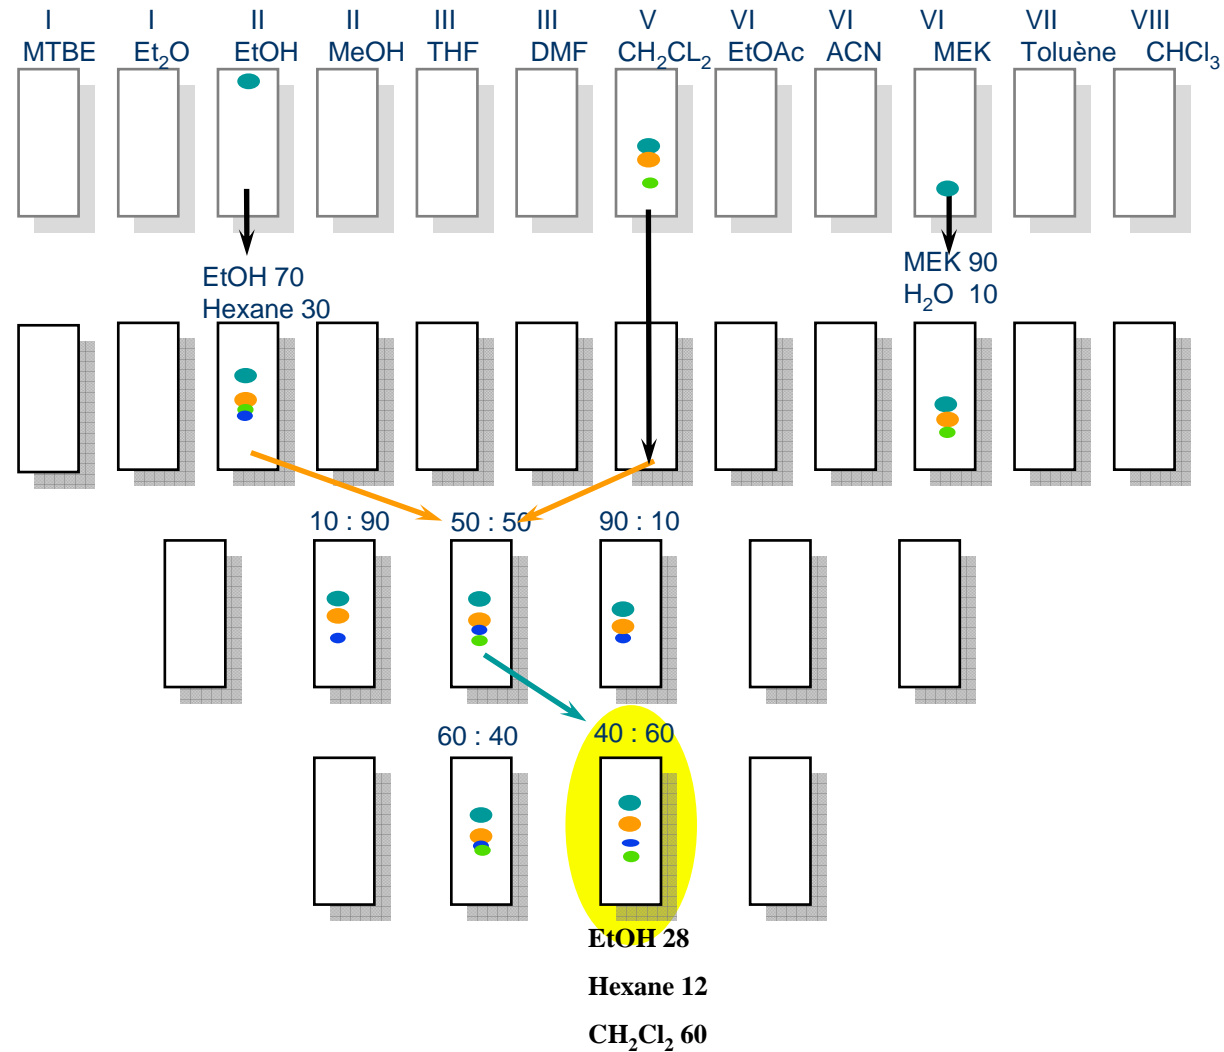 I I II II III III V VI VI VI VII VIII
MTBE Et₂O EtOH MeOH THF DMF CH₂CL₂ EtOAc ACN MEK Toluène CHCl₃
EtOH 70
Hexane 30
MEK 90
H₂O 10
10 : 90 50 : 50 90 : 10
60 : 40 40 : 60
EtOH 28
Hexane 12
CH₂Cl₂ 60